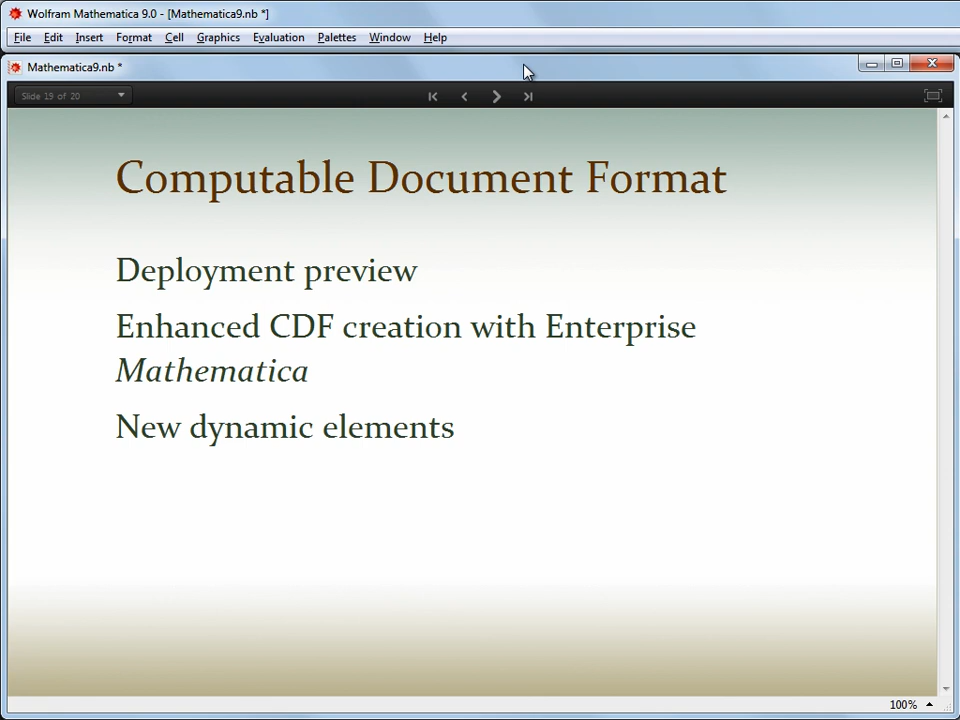 Wolfram Mathematica 9.0 - [Mathematica9.nb *]
File Edit Insert Format Cell Graphics Evaluation Palettes Window Help
Mathematica9.nb *
Slide 19 of 20
Computable Document Format
Deployment preview
Enhanced CDF creation with Enterprise
Mathematica
New dynamic elements
100%